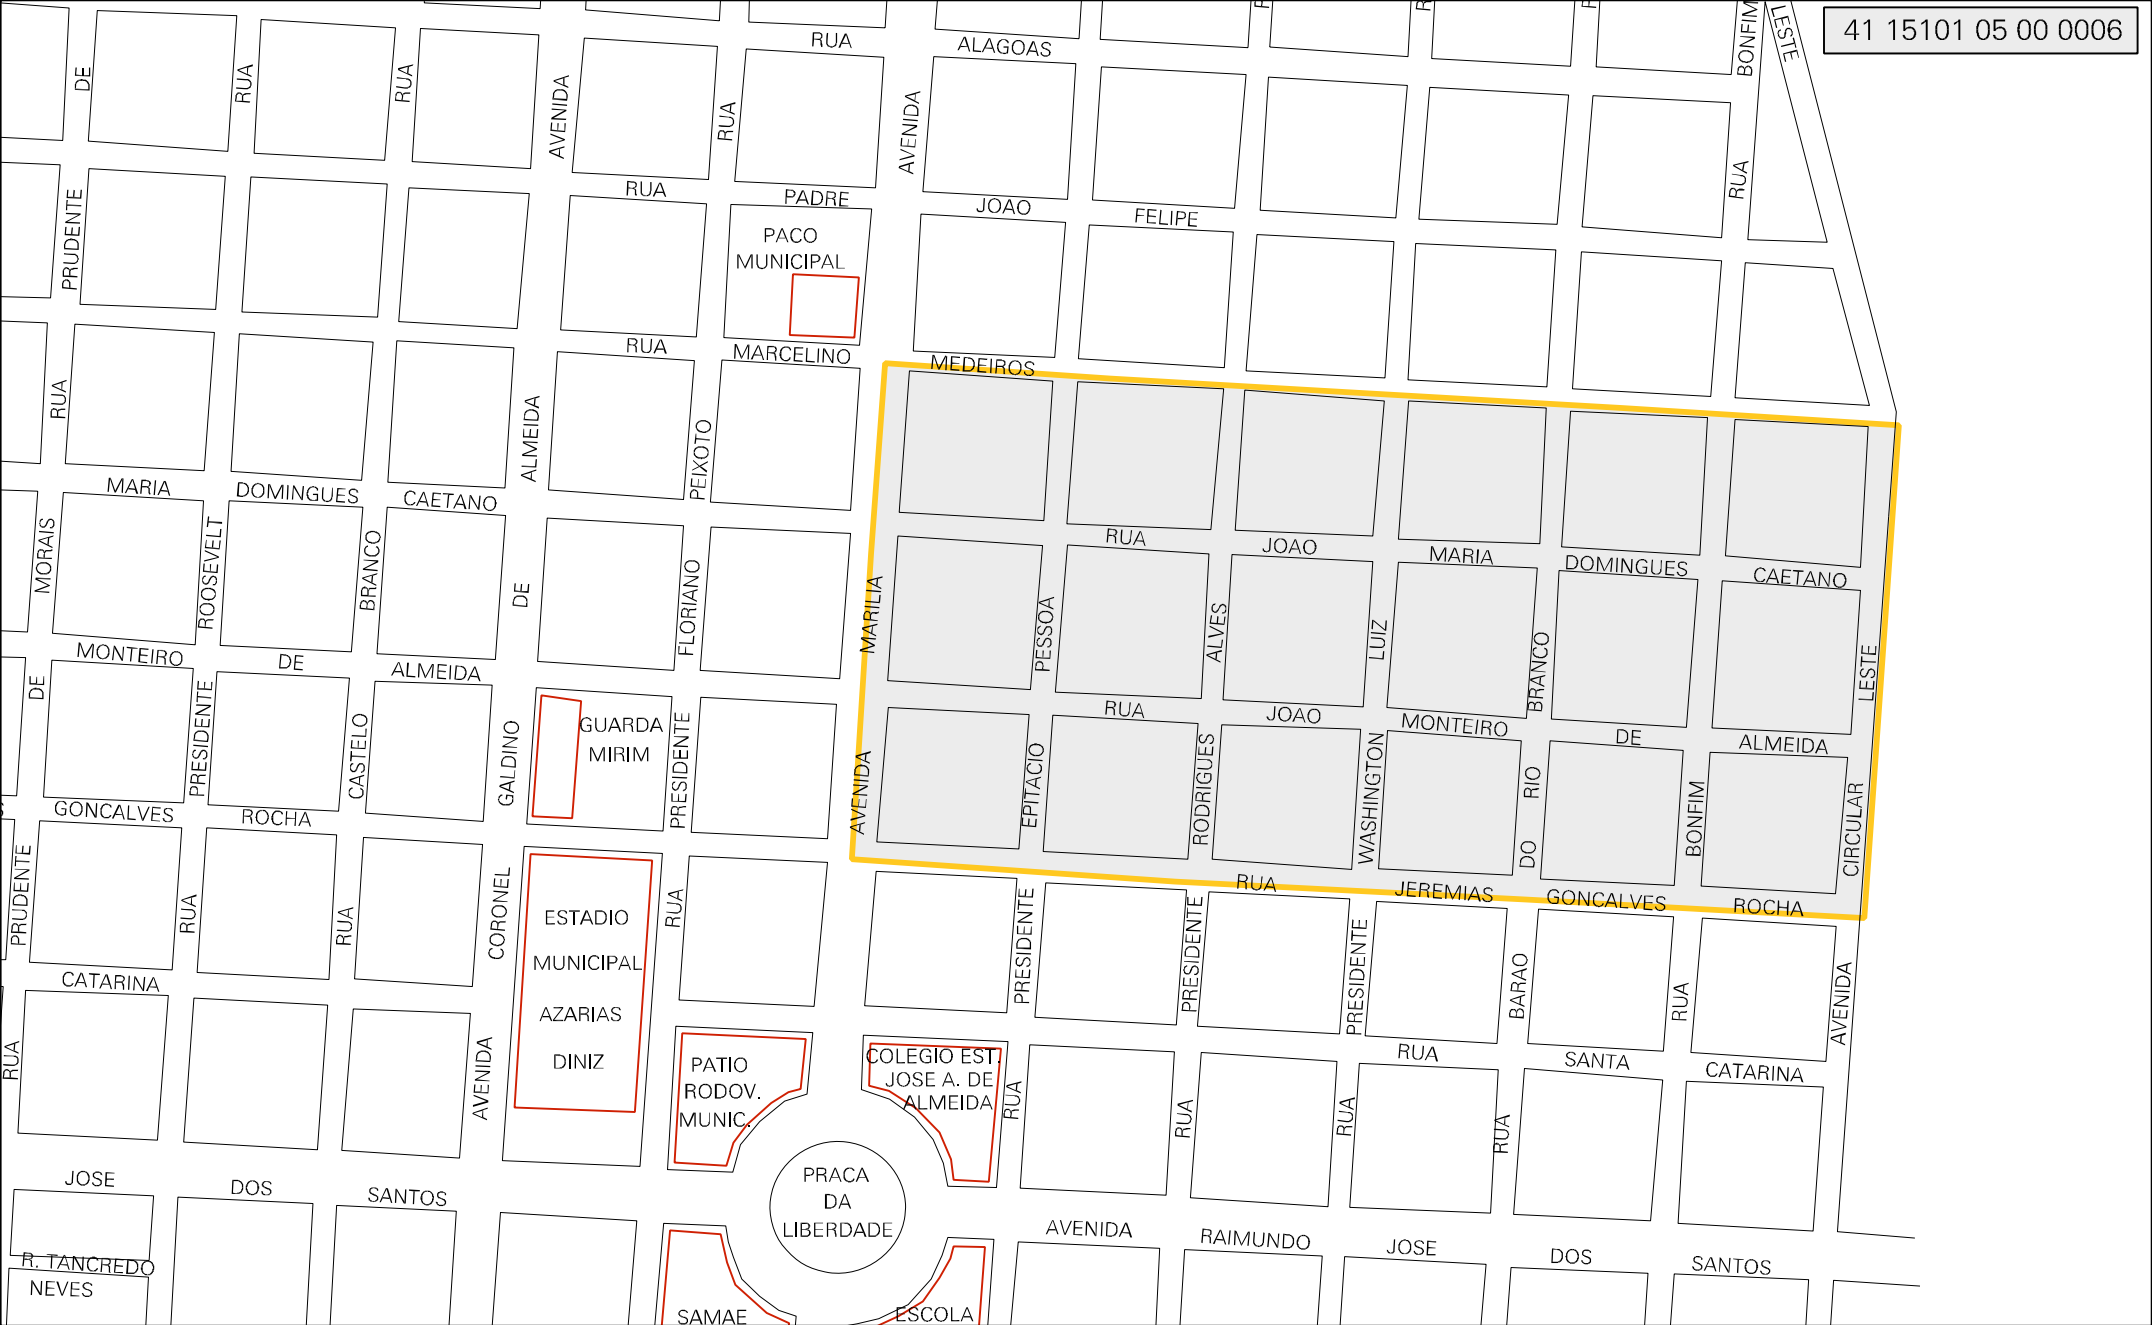 41 15101 05 00 0006
RUA
ALAGOAS
DE
RUA
RUA
AVENIDA
RUA
AVENIDA
BONFIM
LESTE
RUA
PRUDENTE
RUA
PADRE
JOAO
FELIPE
PACO
MUNICIPAL
RUA
MARCELINO
MEDEIROS
RUA
ALMEIDA
PEIXOTO
MARIA
DOMINGUES
CAETANO
RUA
JOAO
MARIA
DOMINGUES
CAETANO
MORAIS
ROOSEVELT
BRANCO
DE
FLORIANO
MARILIA
PESSOA
ALVES
LUIZ
BRANCO
LESTE
MONTEIRO
DE
ALMEIDA
RUA
JOAO
MONTEIRO
DE
ALMEIDA
DE
PRESIDENTE
CASTELO
GALDINO
GUARDA
MIRIM
PRESIDENTE
AVENIDA
EPITACIO
RODRIGUES
WASHINGTON
RIO
DO
BONFIM
CIRCULAR
GONCALVES
ROCHA
RUA
JEREMIAS
GONCALVES
ROCHA
PRUDENTE
RUA
RUA
CORONEL
ESTADIO
MUNICIPAL
AZARIAS
DINIZ
RUA
PRESIDENTE
PRESIDENTE
PRESIDENTE
BARAO
RUA
AVENIDA
CATARINA
RUA
SANTA
CATARINA
RUA
AVENIDA
PATIO
RODOV.
MUNIC.
COLEGIO EST.
JOSE A. DE
ALMEIDA
RUA
RUA
RUA
RUA
JOSE
DOS
SANTOS
PRACA
DA
LIBERDADE
AVENIDA
RAIMUNDO
JOSE
DOS
SANTOS
R. TANCREDO
NEVES
SAMAE
ESCOLA